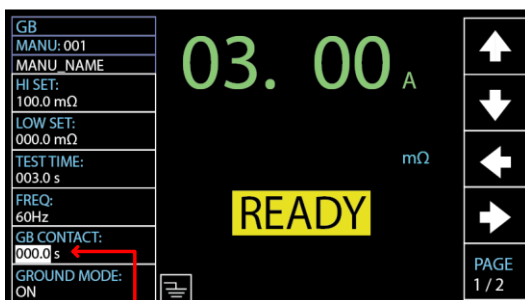 GB
MANU: 001
MANU_NAME
HI SET:
100.0 mΩ
LOW SET:
000.0 mΩ
TEST TIME:
003.0 s
FREQ:
60Hz
GB CONTACT:
000.0 s
GROUND MODE:
ON
03. 00 A
mΩ
READY
PAGE
1 / 2